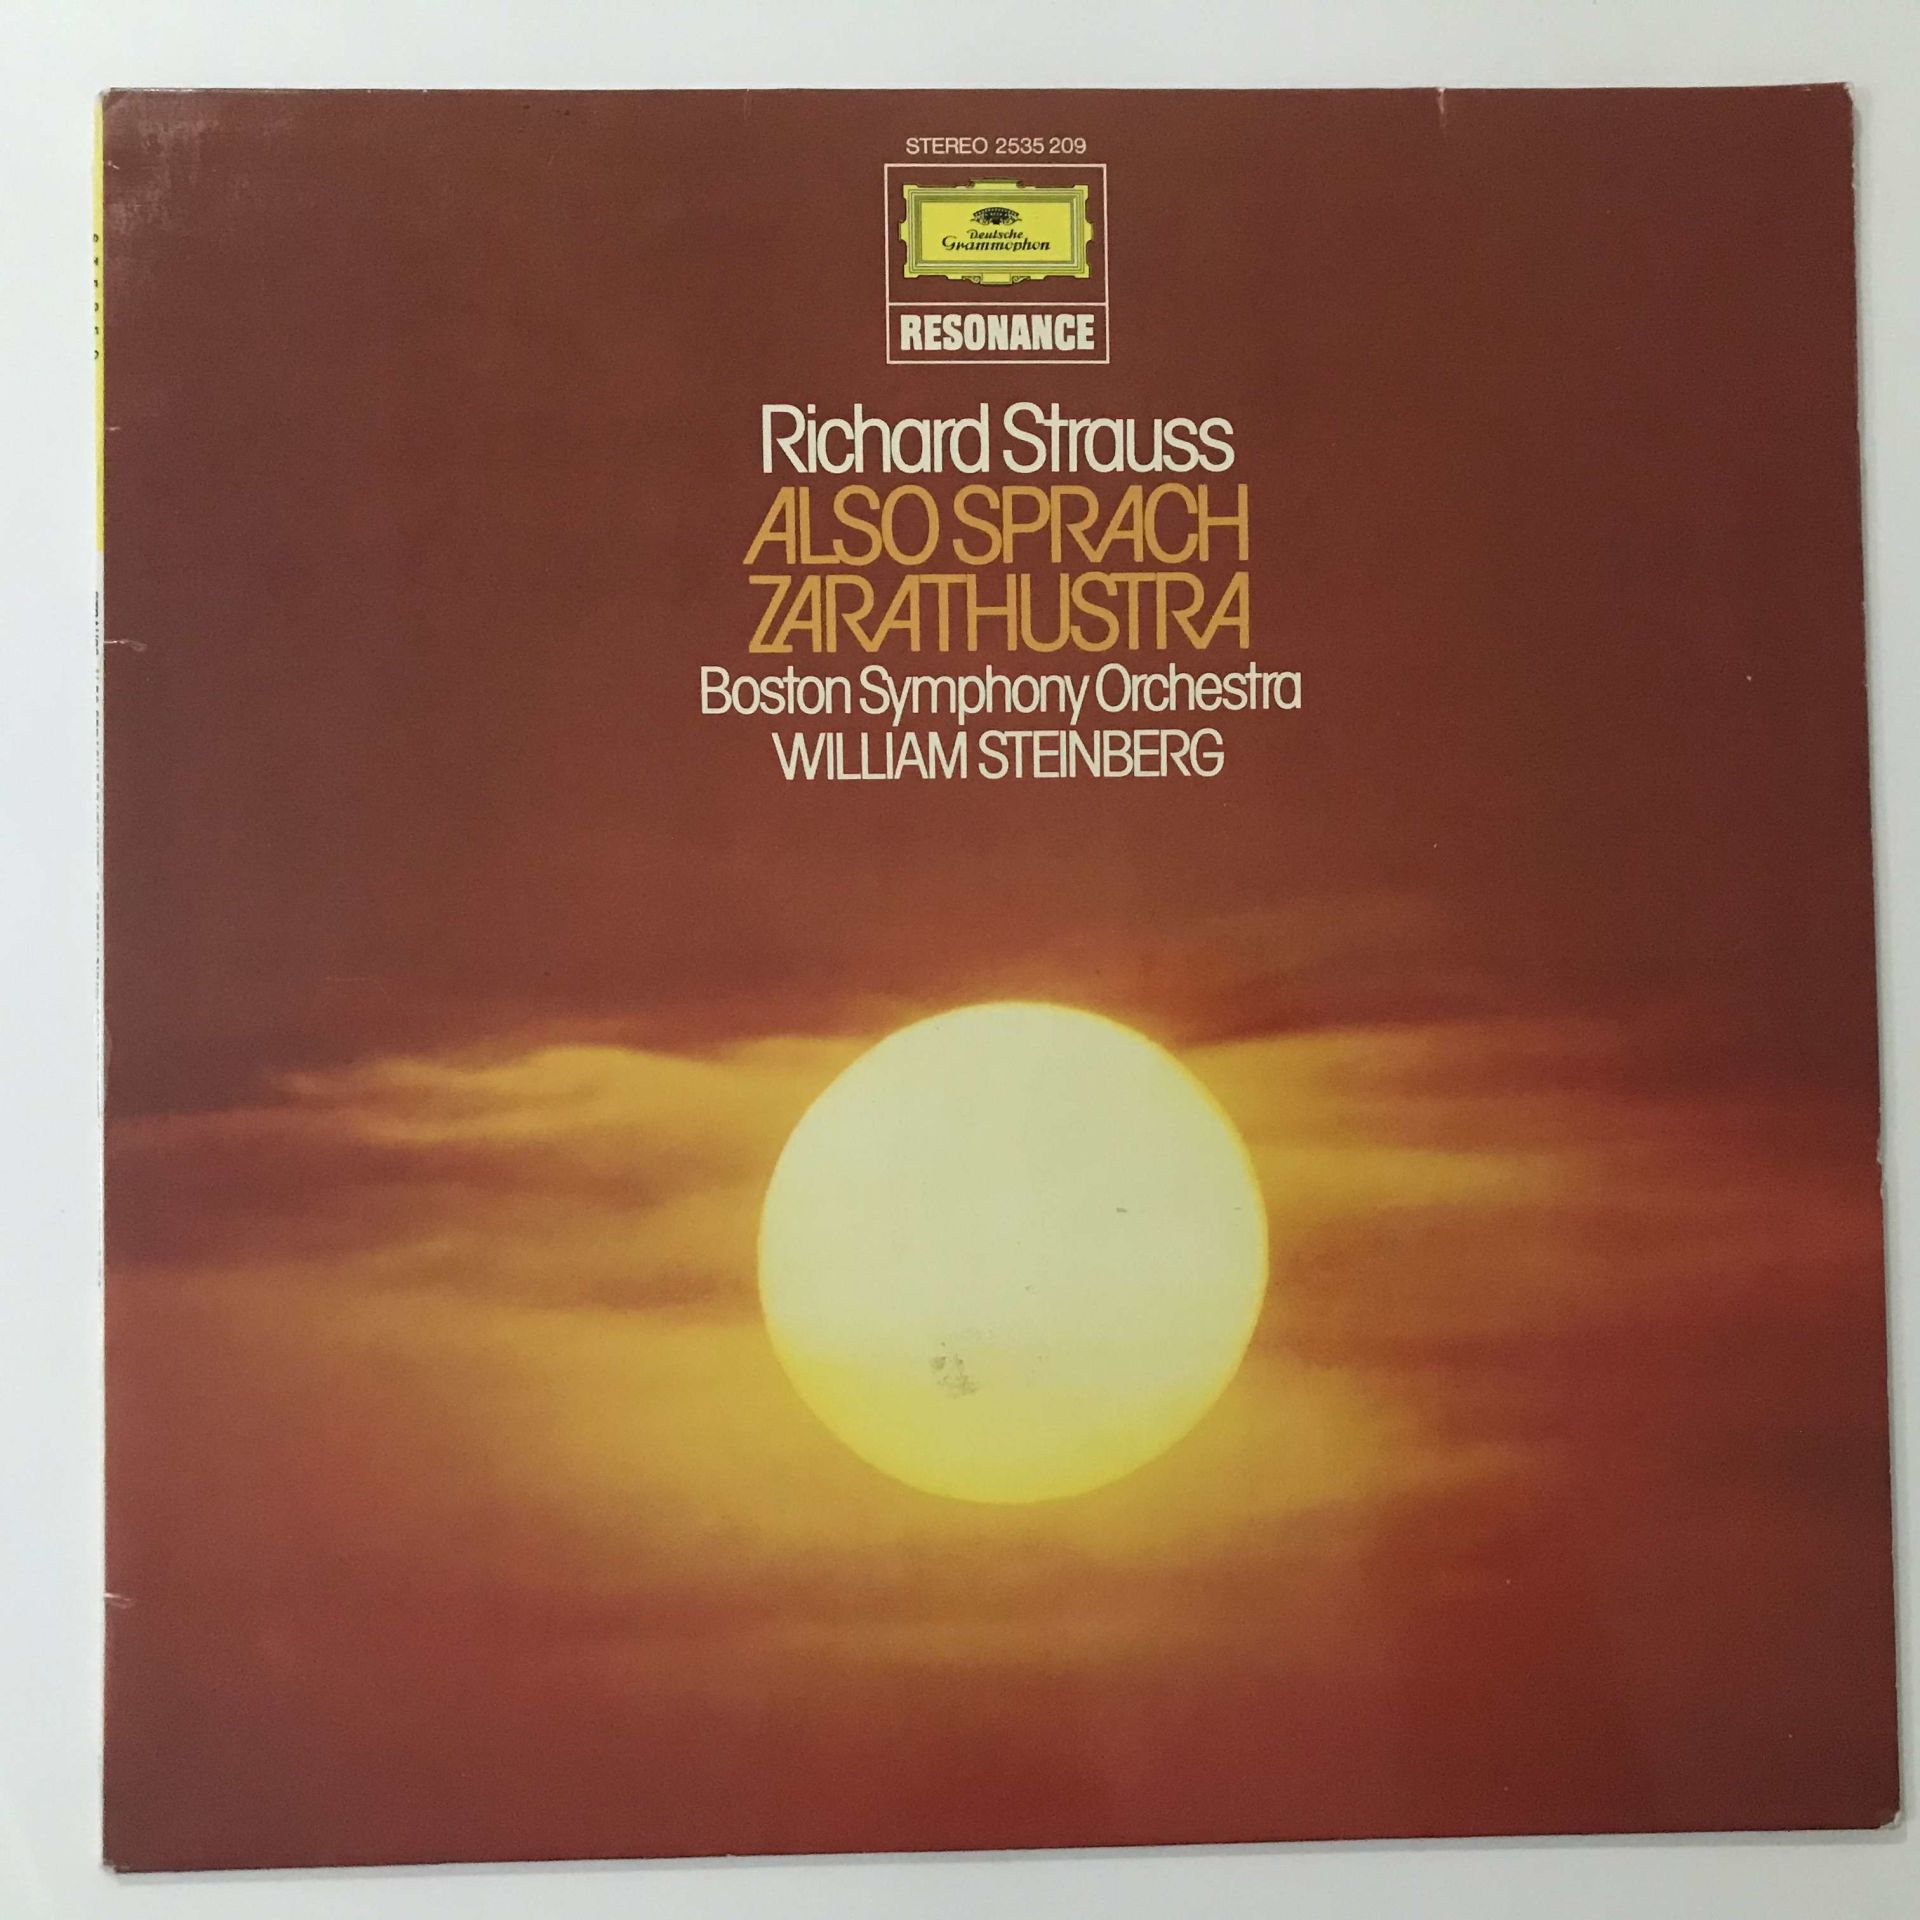 STEREO 2535 209
Deutsche
Grammophon
RESONANCE
Richard Strauss
ALSO SPRACH
ZARATHUSTRA
Boston Symphony Orchestra
WILLIAM STEINBERG